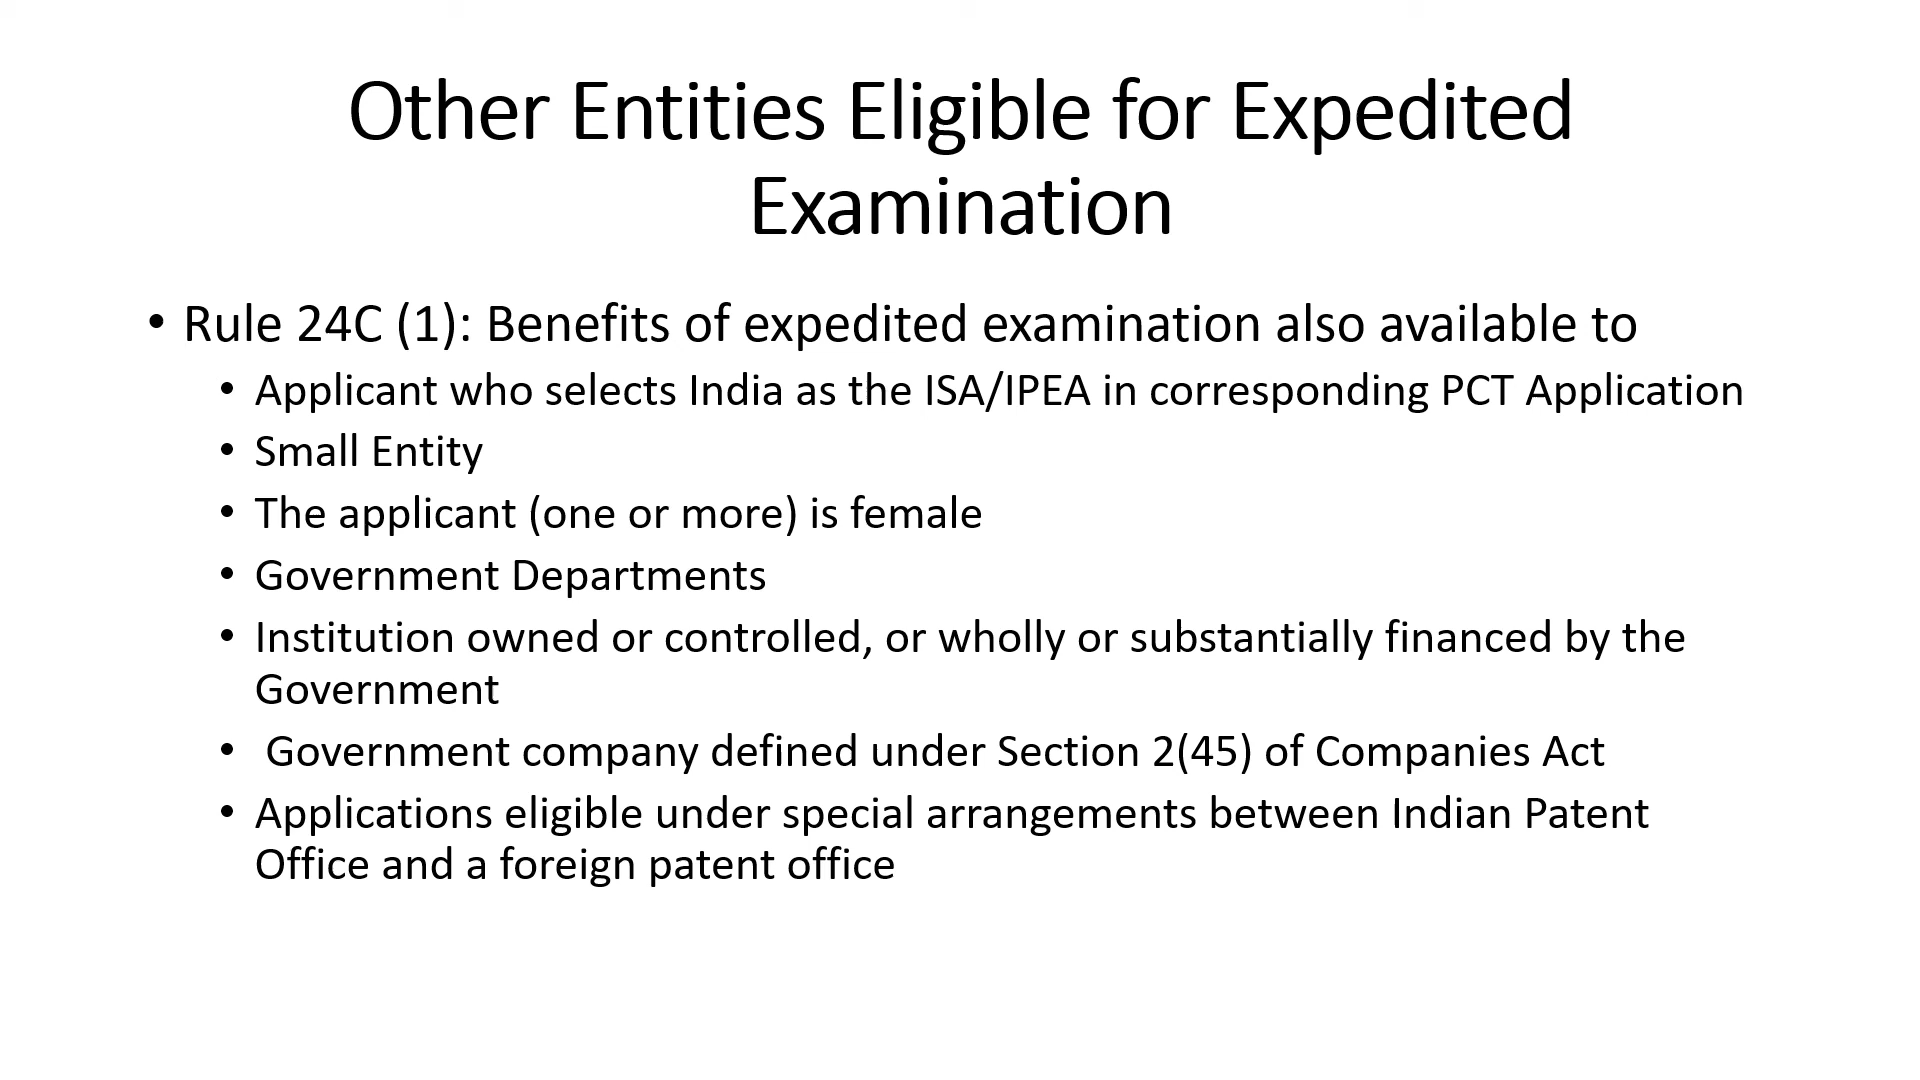 Other Entities Eligible for Expedited
Examination
• Rule 24C (1): Benefits of expedited examination also available to
• Applicant who selects India as the ISA/IPEA in corresponding PCT Application
• Small Entity
• The applicant (one or more) is female
• Government Departments
• Institution owned or controlled, or wholly or substantially financed by the
Government
• Government company defined under Section 2(45) of Companies Act
• Applications eligible under special arrangements between Indian Patent
Office and a foreign patent office